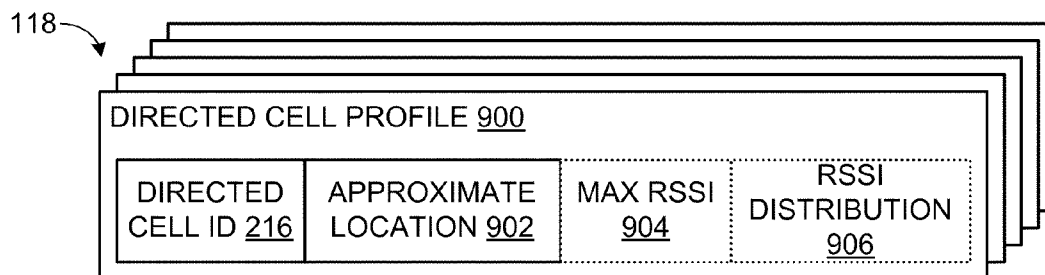 118
DIRECTED CELL PROFILE 900
DIRECTED
CELL ID 216
APPROXIMATE
LOCATION 902
MAX RSSI
904
RSSI
DISTRIBUTION
906